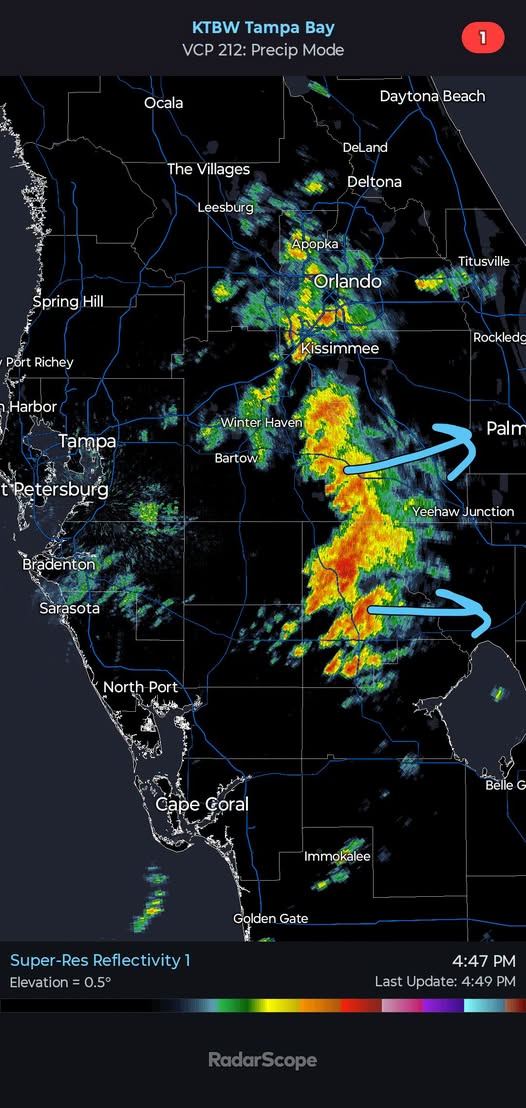 KTBW Tampa Bay
VCP 212: Precip Mode
1
Daytona Beach
Ocala
DeLand
The Villages
Deltona
Leesburg
Apopka
Titusville
Orlando
Spring Hill
Rockledg
Kissimmee
v Port Richey
n Harbor
Winter Haven
Palm
Tampa
Bartow
t Petersburg
Yeehaw Junction
Bradenton
Sarasota
North Port
Belle G
Cape Coral
Immokalee
Golden Gate
Super-Res Reflectivity 1
4:47 PM
Elevation = 0.5°
Last Update: 4:49 PM
RadarScope